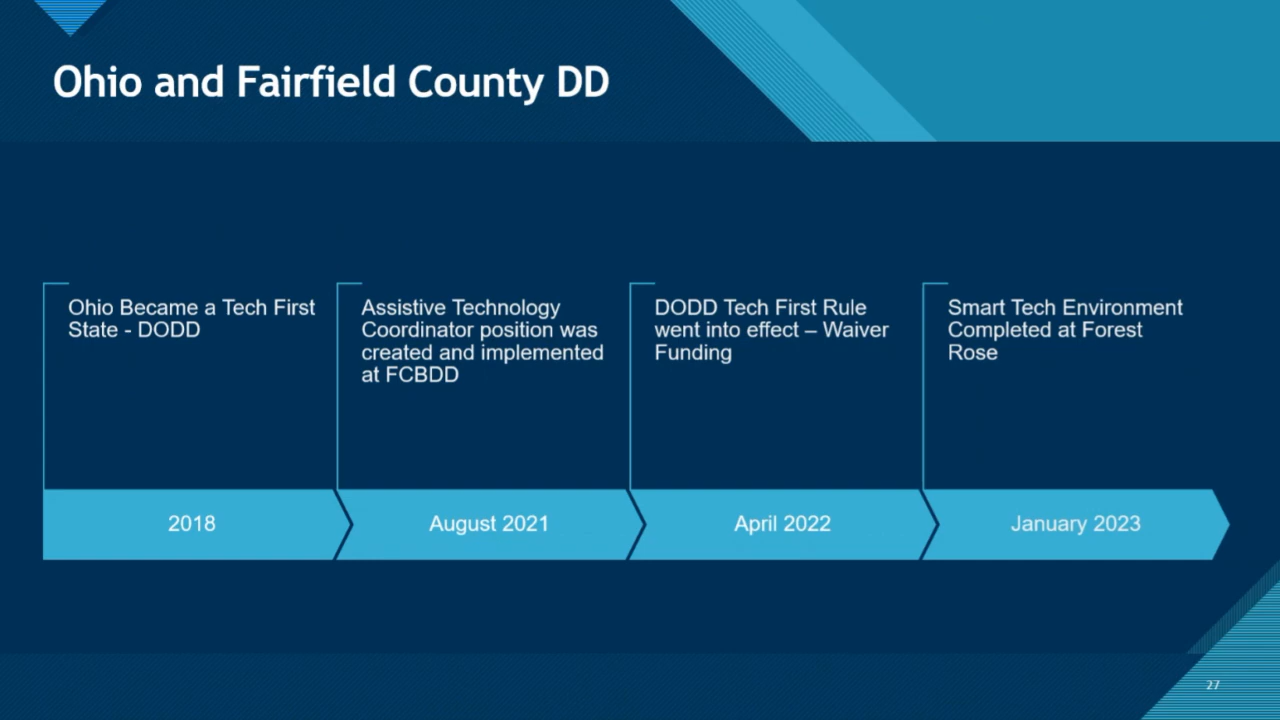 Ohio and Fairfield County DD
Ohio Became a Tech First
State - DODD
Assistive Technology
Coordinator position was
created and implemented
at FCBDD
DODD Tech First Rule
went into effect – Waiver
Funding
Smart Tech Environment
Completed at Forest
Rose
2018
August 2021
April 2022
January 2023
27